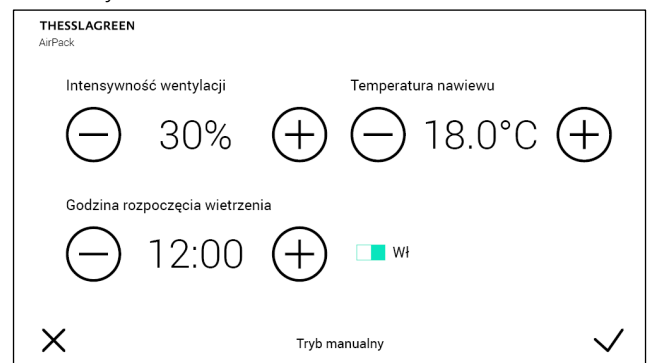 THESSLAGREEN
AirPack
Intensywność wentylacji
Temperatura nawiewu
30%
18.0°C
Godzina rozpoczęcia wietrzenia
12:00
Wł
Tryb manualny